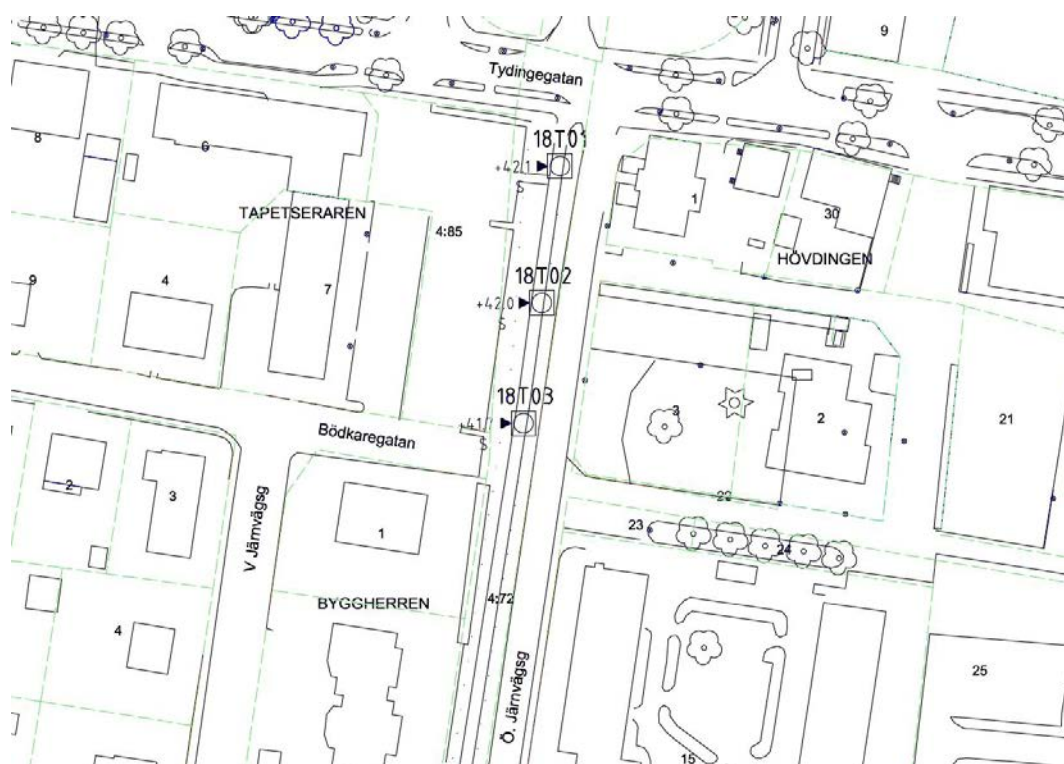 9
Tydingegatan
8
6
18T01
+42.1
S
1
30
TAPETSERAREN
4:85
HÖVDINGEN
9
4
7
18T02
+42.0
S
18T03
S
3
2
21
Bödkaregatan
2
3
V Järnvägsg
1
22
23
24
BYGGHERREN
4:72
4
25
Ö. Järnvägsg
15